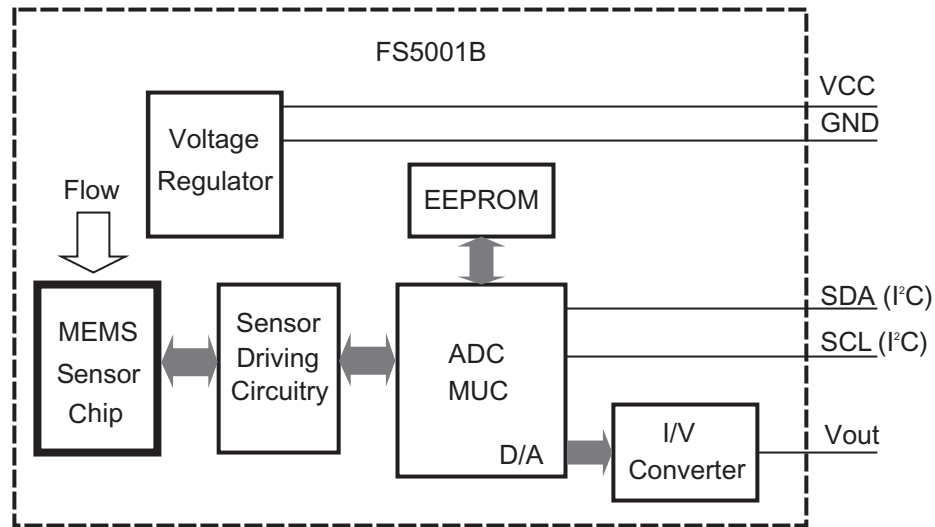 FS5001B
VCC
GND
Voltage
Regulator
Flow
EEPROM
MEMS
Sensor
Chip
Sensor
Driving
Circuitry
ADC
MUC
D/A
SDA (I²C)
SCL (I²C)
I/V
Converter
Vout